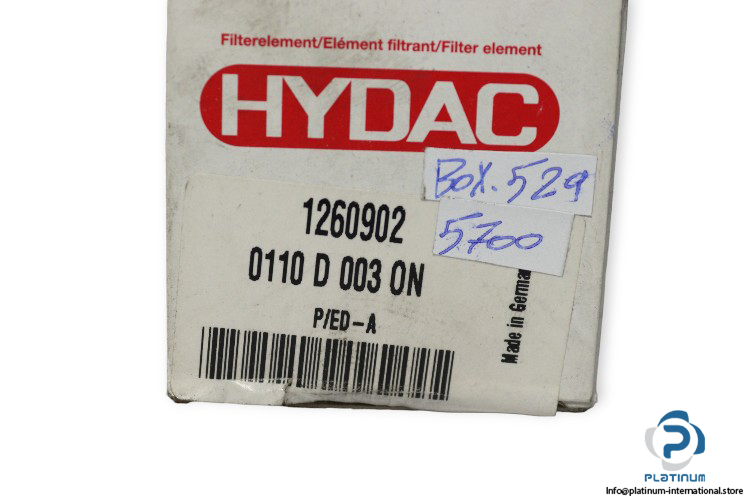 Filterelement/Elément filtrant/Filter element
HYDAC
Box.529
5700
1260902
0110 D 003 ON
P/ED-A
Made in Germa
PLATINUM
Info@platinum-international.store